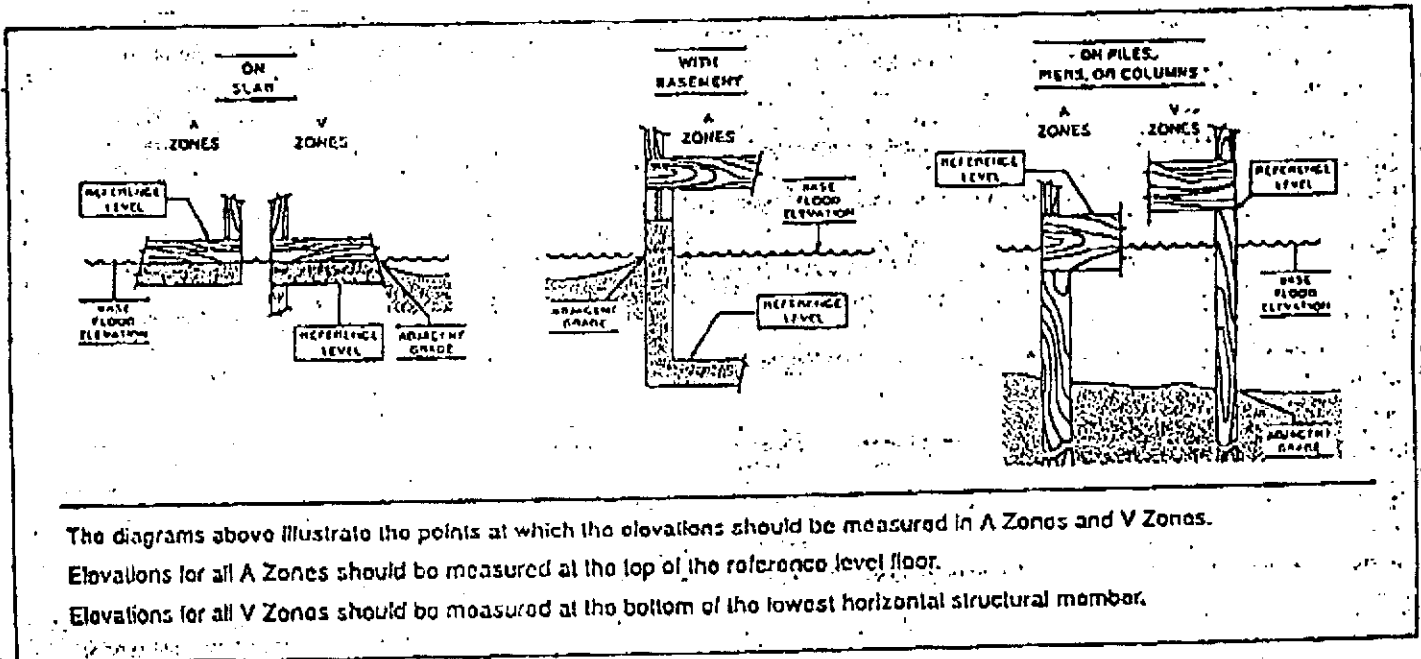 ON
SLAB
A
ZONES
V
ZONES
REFERENCE
LEVEL
BASE
FLOOD
ELEVATION
REFERENCE
LEVEL
ADJACENT
GRADE
WITH
BASEMENT
A
ZONES
BASE
FLOOD
ELEVATION
ADJACENT
GRADE
REFERENCE
LEVEL
ON PILES,
PIERS, OR COLUMNS
A
ZONES
V
ZONES
REFERENCE
LEVEL
REFERENCE
LEVEL
BASE
FLOOD
ELEVATION
ADJACENT
GRADE
The diagrams above illustrate the points at which the elevations should be measured in A Zones and V Zones.
Elevations for all A Zones should be measured at the top of the reference level floor.
Elevations for all V Zones should be measured at the bottom of the lowest horizontal structural member.